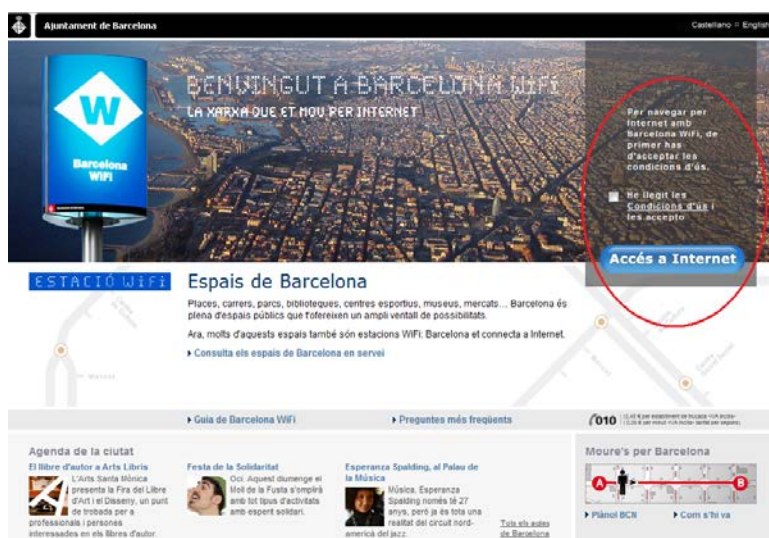 Ajuntament de Barcelona
Castellano
English
BENVINGUT A BARCELONA WiFi
LA XARXA QUE ET MOU PER INTERNET
W
Barcelona
WiFi
Per navegar per
Internet amb
Barcelona WiFi, de
primer has
d'acceptar les
condicions d'ús.
He llegit les
Condicions d'ús i
les accepto
Accés a Internet
ESTACIÓ WiFi
Espais de Barcelona
Places, carrers, parcs, biblioteques, centres esportius, museus, mercats... Barcelona és
plena d'espais públics que t'ofereixen un ampli ventall de possibilitats.
Ara, molts d'aquests espais també són estacions WiFi: Barcelona et connecta a Internet.
Consulta els espais de Barcelona en servei
Guia de Barcelona WiFi
Preguntes més freqüents
010
Agenda de la ciutat
El llibre d'autor a Arts Libris
L'Arts Santa Mònica
presenta la Fira del Llibre
d'Art i el Disseny, un punt
de trobada per a
professionals i persones
interessades en els llibres d'autor.
Festa de la Solidaritat
Oci. Aquest diumenge el
Moll de la Fusta s'omplirà
amb tot tipus d'activitats
amb esperit solidari.
Esperanza Spalding, al Palau de
la Música
Música. Esperanza
Spalding només té 27
anys, però ja és tota una
realitat del circuit nord-
americà del jazz.
Tots els actes
de Barcelona
Moure's per Barcelona
A
B
Plànol BCN
Com s'hi va